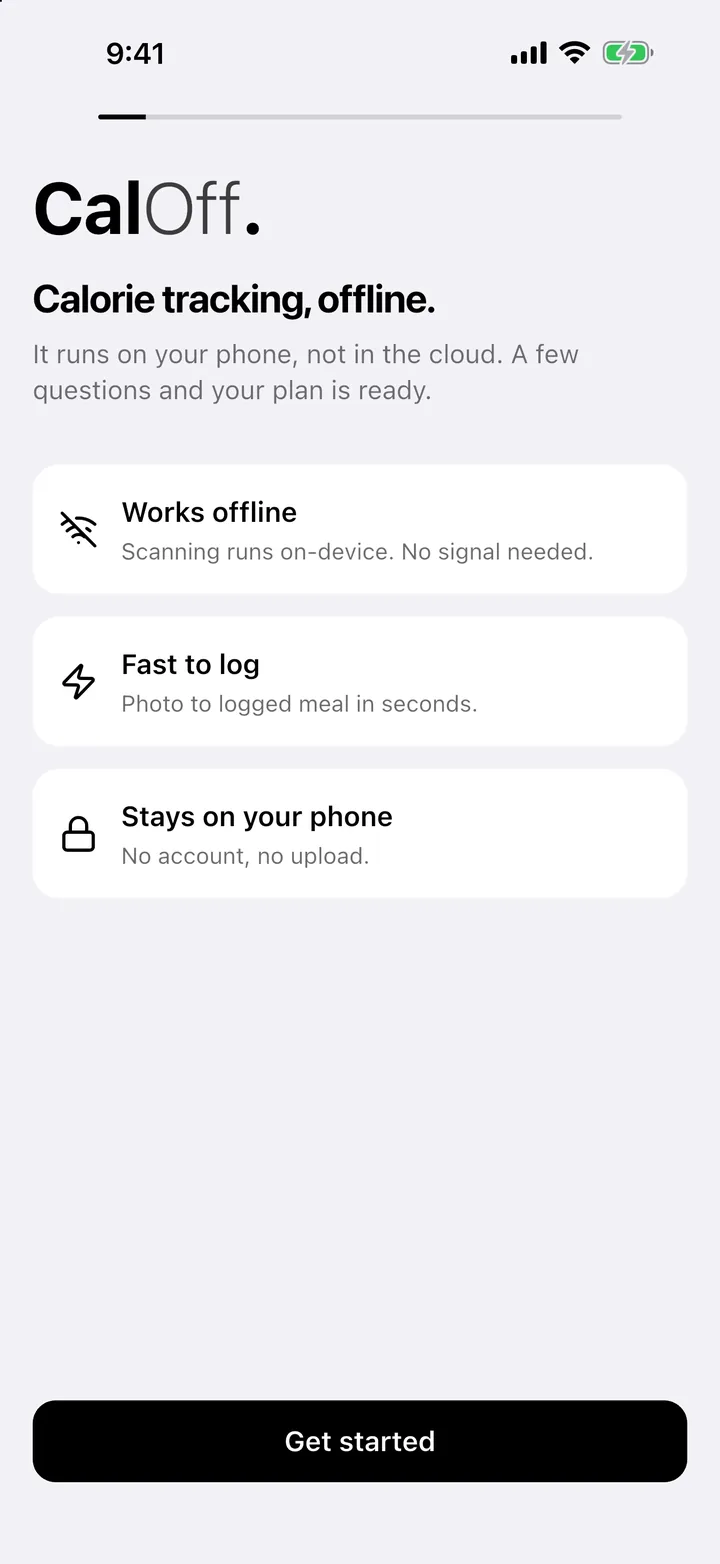 9:41
CalOff.
Calorie tracking, offline.
It runs on your phone, not in the cloud. A few
questions and your plan is ready.
Works offline
Scanning runs on-device. No signal needed.
Fast to log
Photo to logged meal in seconds.
Stays on your phone
No account, no upload.
Get started